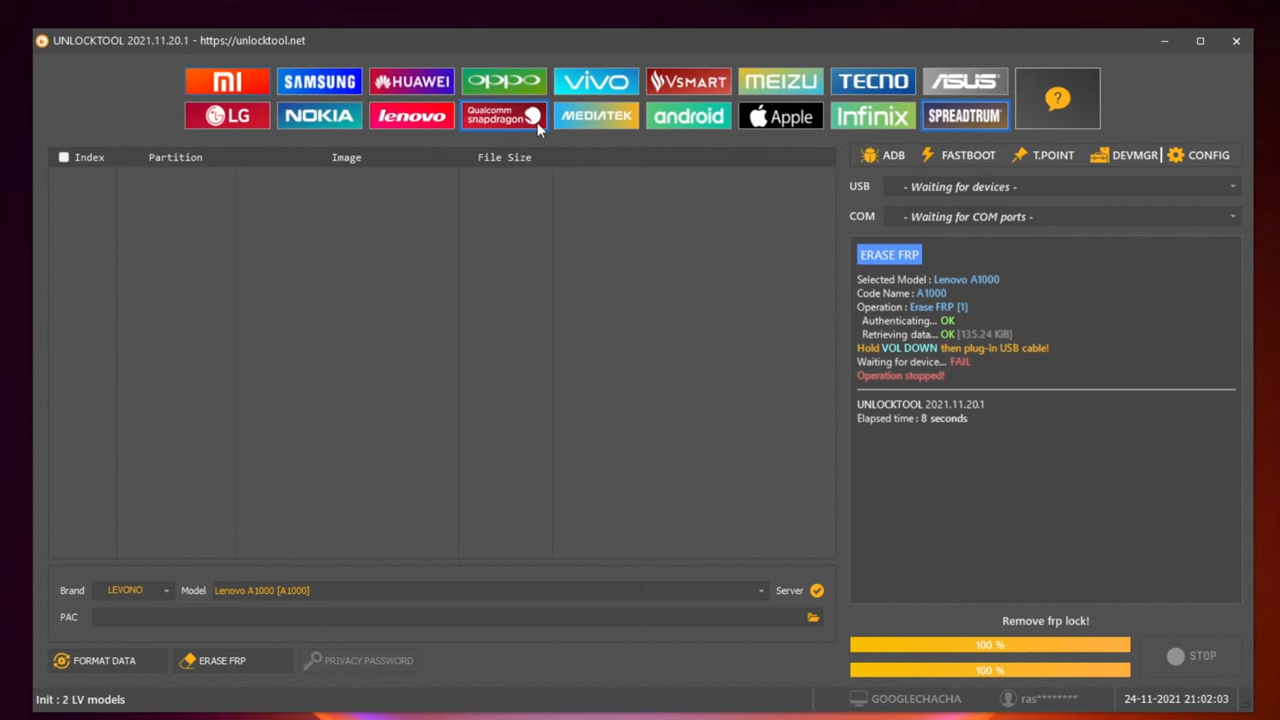 UNLOCKTOOL 2021.11.20.1 - https://unlocktool.net
MI SAMSUNG HUAWEI oppo vivo VSMART MEIZU TECNO ASUS ?
LG NOKIA lenovo Qualcomm snapdragon MEDIATEK android Apple Infinix SPREADTRUM
Index Partition Image File Size
ADB FASTBOOT T.POINT DEVMGR CONFIG
USB - Waiting for devices -
COM - Waiting for COM ports -
ERASE FRP
Selected Model : Lenovo A1000
Code Name : A1000
Operation : Erase FRP [1]
Authenticating... OK
Retrieving data... OK [135.24 KiB]
Hold VOL DOWN then plug-in USB cable!
Waiting for device... FAIL
Operation stopped!
UNLOCKTOOL 2021.11.20.1
Elapsed time : 8 seconds
Brand LEVONO Model Lenovo A1000 [A1000] Server
PAC
Remove frp lock!
100 %
100 %
STOP
FORMAT DATA ERASE FRP PRIVACY PASSWORD
Init : 2 LV models
GOOGLECHACHA ras******** 24-11-2021 21:02:03